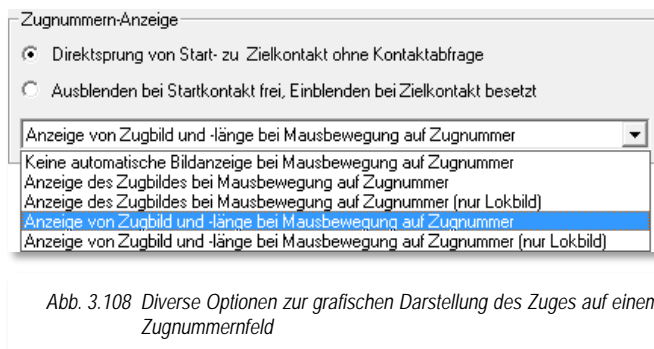 Zugnummern-Anzeige
Direktsprung von Start- zu Zielkontakt ohne Kontaktabfrage
Ausblenden bei Startkontakt frei, Einblenden bei Zielkontakt besetzt
Anzeige von Zugbild und -länge bei Mausbewegung auf Zugnummer
Keine automatische Bildanzeige bei Mausbewegung auf Zugnummer
Anzeige des Zugbildes bei Mausbewegung auf Zugnummer
Anzeige des Zugbildes bei Mausbewegung auf Zugnummer (nur Lokbild)
Anzeige von Zugbild und -länge bei Mausbewegung auf Zugnummer
Anzeige von Zugbild und -länge bei Mausbewegung auf Zugnummer (nur Lokbild)
Abb. 3.108 Diverse Optionen zur grafischen Darstellung des Zuges auf einem
Zugnummernfeld